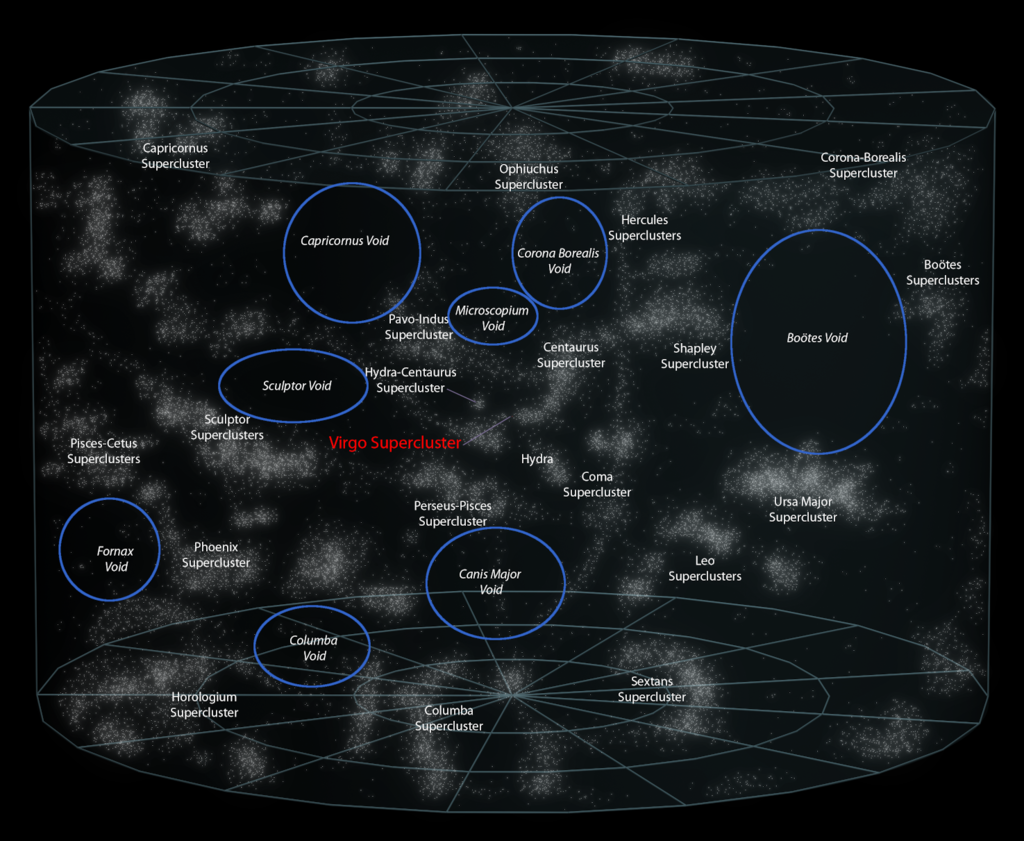 Capricornus
Supercluster
Ophiuchus
Supercluster
Corona-Borealis
Supercluster
Capricornus Void
Hercules
Superclusters
Corona Borealis
Void
Boötes
Superclusters
Microscopium
Void
Pavo-Indus
Supercluster
Boötes Void
Centaurus
Supercluster
Shapley
Supercluster
Hydra-Centaurus
Supercluster
Sculptor Void
Sculptor
Superclusters
Virgo Supercluster
Pisces-Cetus
Superclusters
Hydra
Coma
Supercluster
Perseus-Pisces
Supercluster
Ursa Major
Supercluster
Fornax
Void
Phoenix
Supercluster
Canis Major
Void
Leo
Superclusters
Columba
Void
Horologium
Supercluster
Columba
Supercluster
Sextans
Supercluster